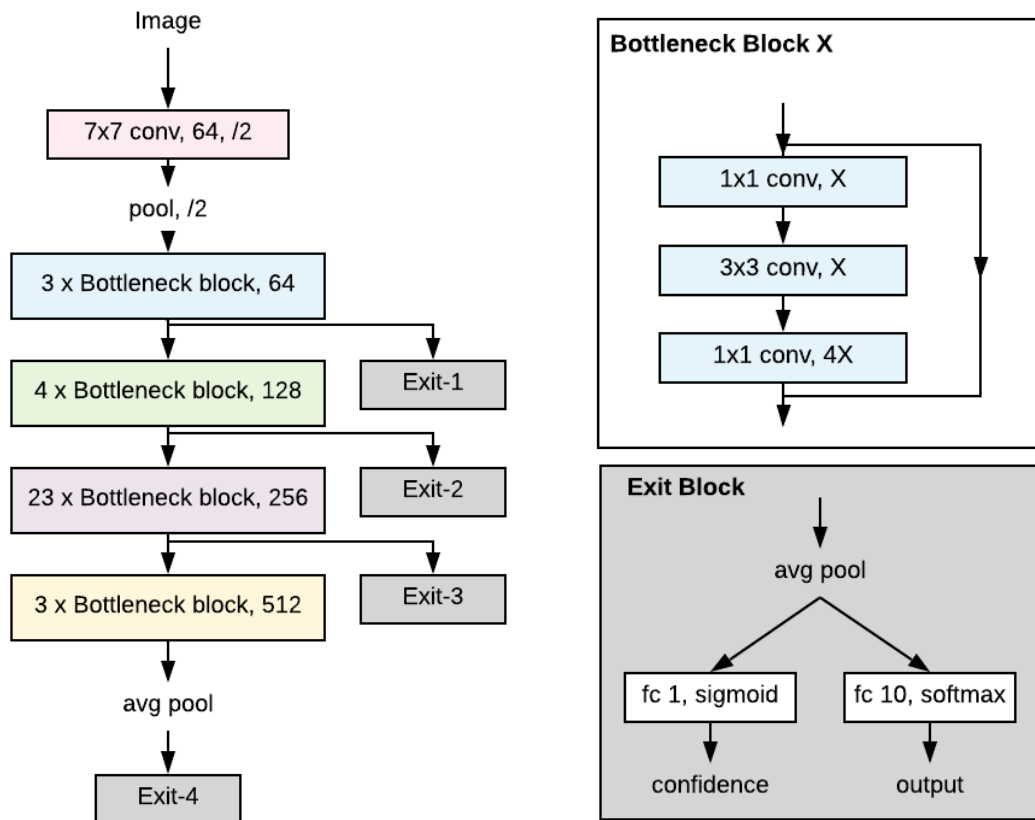 Image
7x7 conv, 64, /2
pool, /2
3 x Bottleneck block, 64
Exit-1
4 x Bottleneck block, 128
Exit-2
23 x Bottleneck block, 256
Exit-3
3 x Bottleneck block, 512
avg pool
Exit-4
Bottleneck Block X
1x1 conv, X
3x3 conv, X
1x1 conv, 4X
Exit Block
avg pool
fc 1, sigmoid
fc 10, softmax
confidence
output